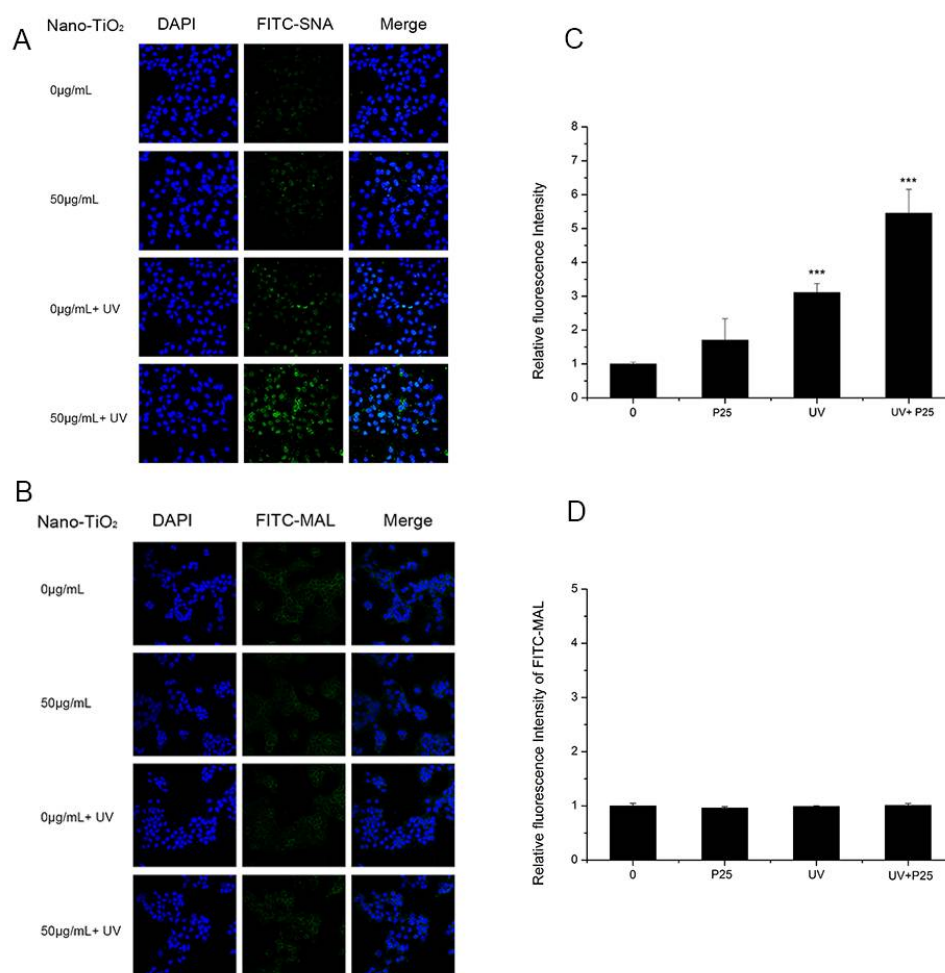 A
Nano-TiO₂ DAPI FITC-SNA Merge
0μg/mL
50μg/mL
0μg/mL+ UV
50μg/mL+ UV
B
Nano-TiO₂ DAPI FITC-MAL Merge
0μg/mL
50μg/mL
0μg/mL+ UV
50μg/mL+ UV
C
Relative fluorescence Intensity
8
7
6
5
4
3
2
1
0
***
***
0 P25 UV UV+ P25
D
Relative fluorescence Intensity of FITC-MAL
5
4
3
2
1
0
0 P25 UV UV+P25